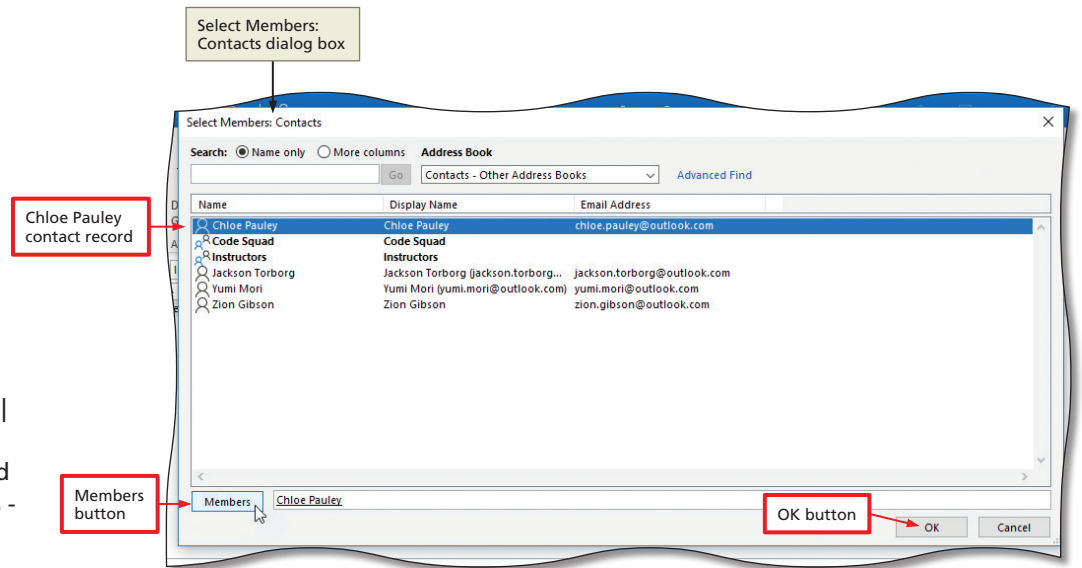 Select Members:
Contacts dialog box
Select Members: Contacts
Search: Name only More columns Address Book
Go Contacts - Other Address Books Advanced Find
Name Display Name Email Address
Chloe Pauley
contact record
Chloe Pauley Chloe Pauley chloe.pauley@outlook.com
Code Squad Code Squad
Instructors Instructors
Jackson Torborg Jackson Torborg (jackson.torborg... jackson.torborg@outlook.com
Yumi Mori Yumi Mori (yumi.mori@outlook.com) yumi.mori@outlook.com
Zion Gibson Zion Gibson zion.gibson@outlook.com
Members
button
Members Chloe Pauley
OK button
OK Cancel